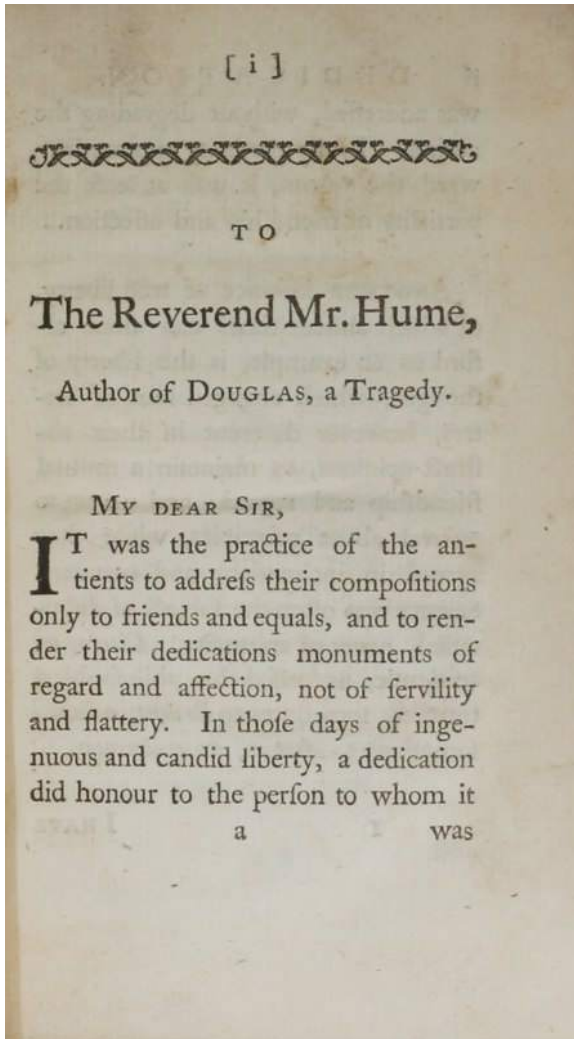 [ i ]
TO
The Reverend Mr. Hume,
Author of DOUGLAS, a Tragedy.
MY DEAR SIR,
IT was the practice of the an-
tients to addreſs their compoſitions
only to friends and equals, and to ren-
der their dedications monuments of
regard and affection, not of ſervility
and flattery. In thoſe days of inge-
nuous and candid liberty, a dedication
did honour to the perſon to whom it
a was